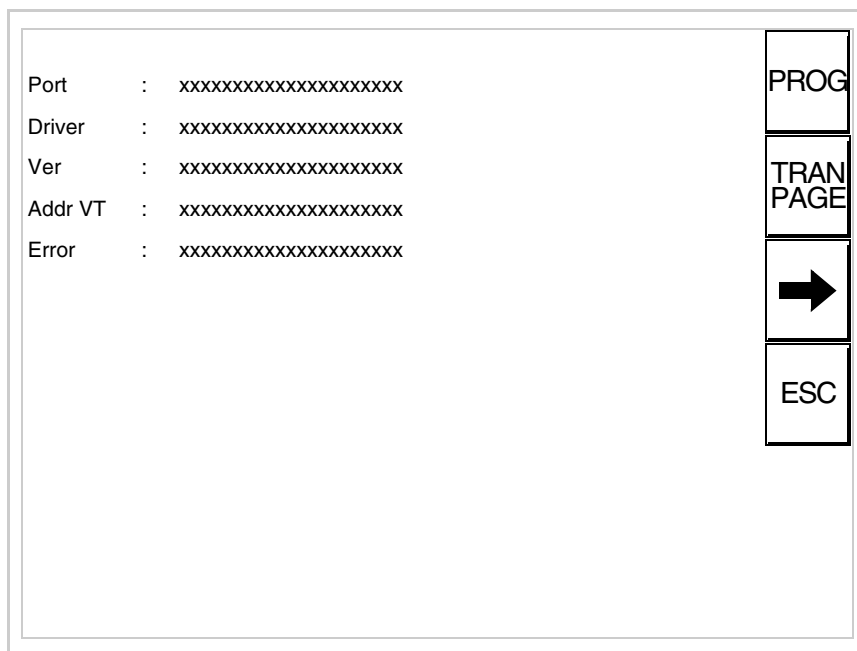 Port : xxxxxxxxxxxxxxxxxxxxx
Driver : xxxxxxxxxxxxxxxxxxxxx
Ver : xxxxxxxxxxxxxxxxxxxxx
Addr VT : xxxxxxxxxxxxxxxxxxxxx
Error : xxxxxxxxxxxxxxxxxxxxx
PROG
TRAN
PAGE
ESC